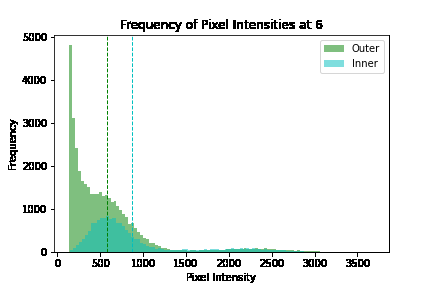 Frequency of Pixel Intensities at 6
Outer
Inner
5000
4000
3000
2000
1000
0
Frequency
0 500 1000 1500 2000 2500 3000 3500
Pixel Intensity